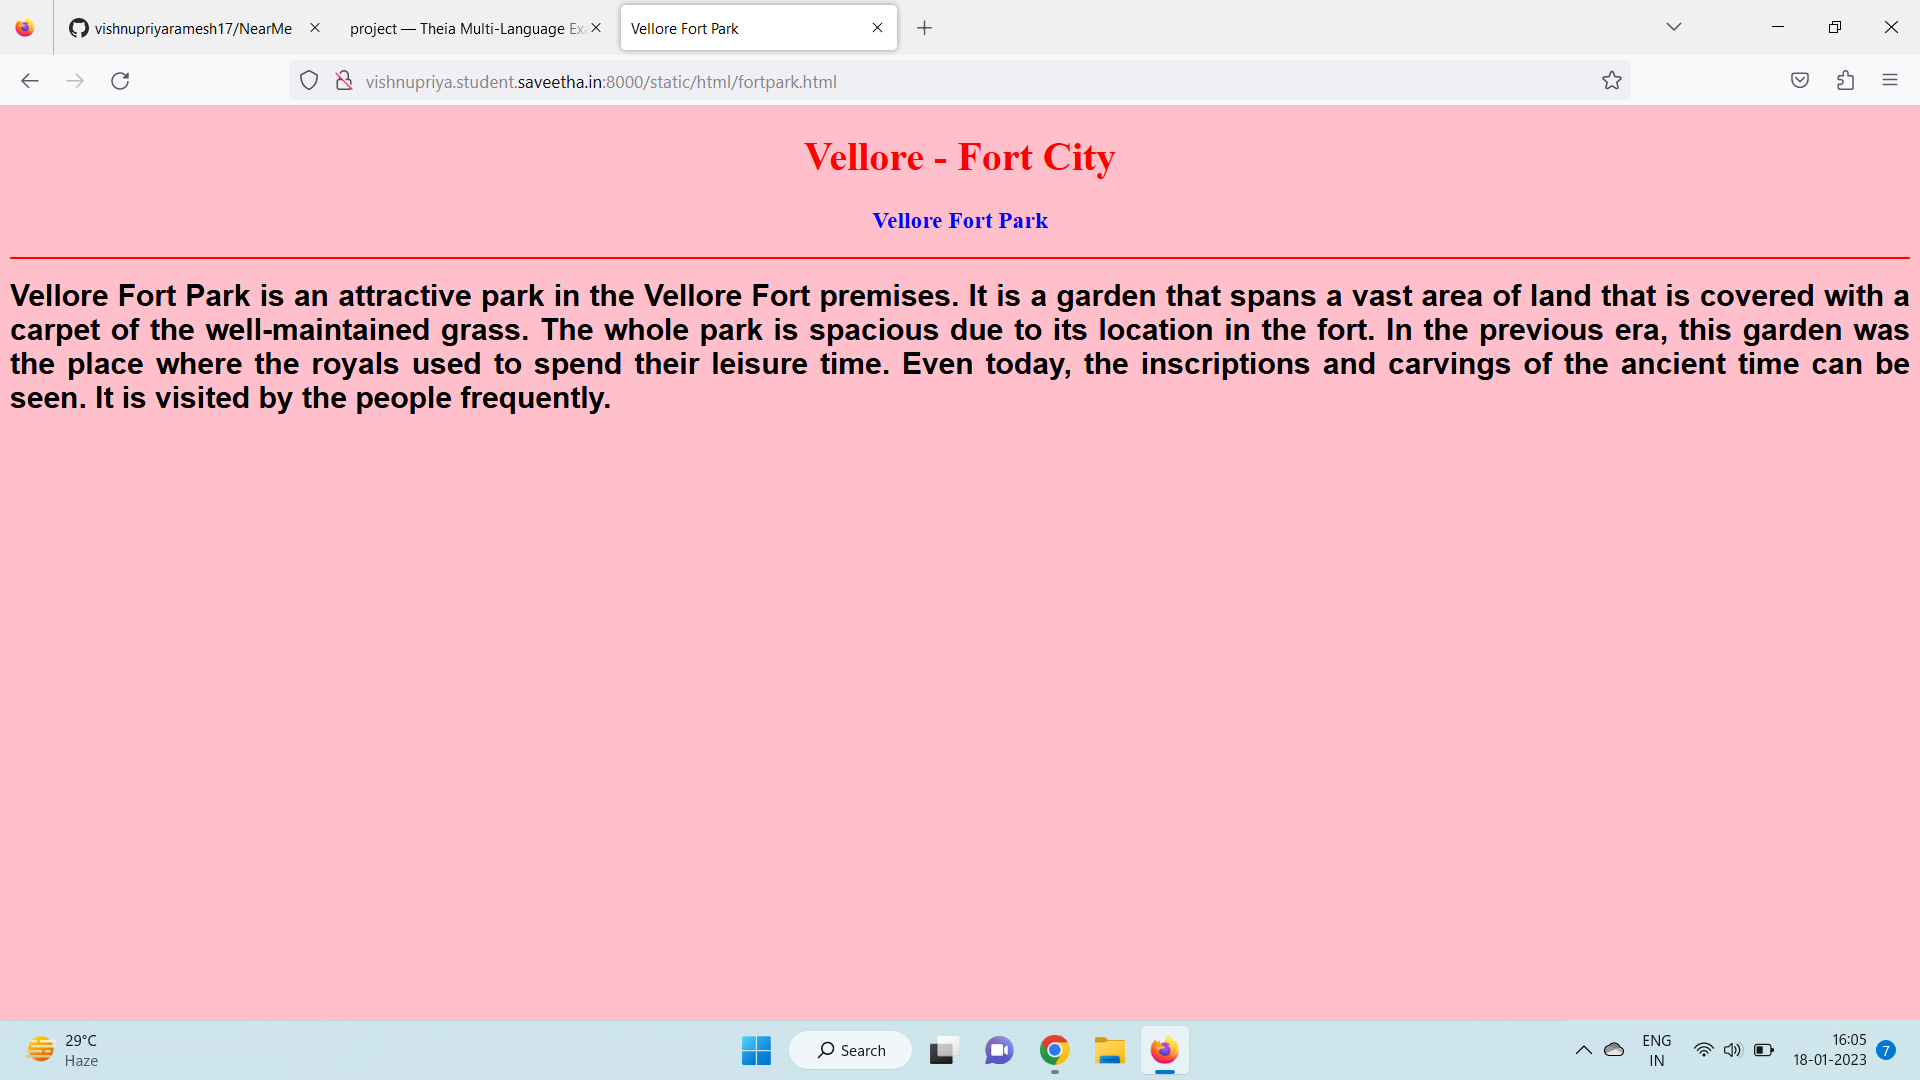 vishnupriyaramesh17/NearMe
project — Theia Multi-Language Exa
Vellore Fort Park
vishnupriya.student.saveetha.in:8000/static/html/fortpark.html
Vellore - Fort City
Vellore Fort Park
Vellore Fort Park is an attractive park in the Vellore Fort premises. It is a garden that spans a vast area of land that is covered with a
carpet of the well-maintained grass. The whole park is spacious due to its location in the fort. In the previous era, this garden was
the place where the royals used to spend their leisure time. Even today, the inscriptions and carvings of the ancient time can be
seen. It is visited by the people frequently.
29°C
Haze
Search
ENG
IN
16:05
18-01-2023
7